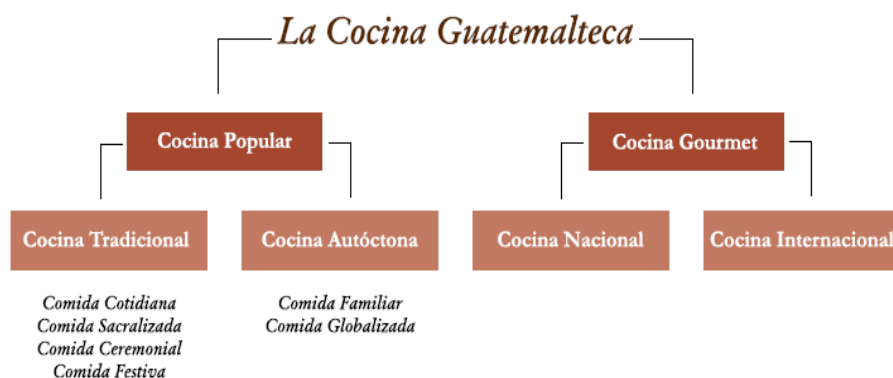 La Cocina Guatemalteca
Cocina Popular
Cocina Gourmet
Cocina Tradicional
Cocina Autóctona
Cocina Nacional
Cocina Internacional
Comida Cotidiana
Comida Sacralizada
Comida Ceremonial
Comida Festiva
Comida Familiar
Comida Globalizada